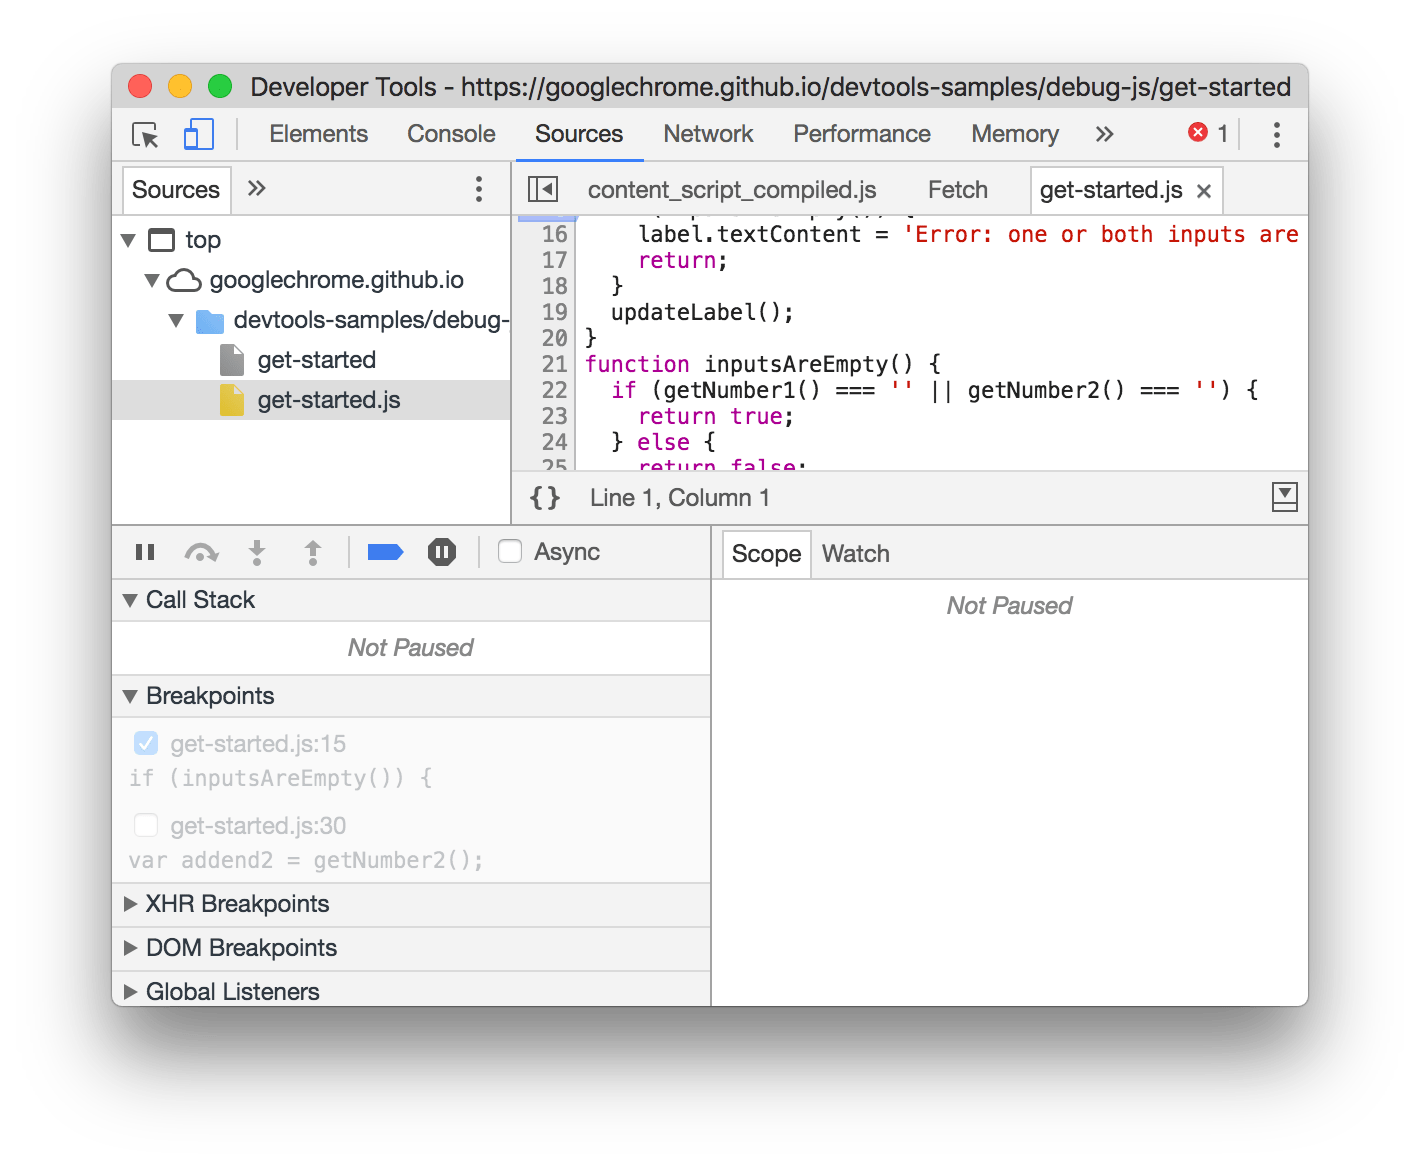 Developer Tools - https://googlechrome.github.io/devtools-samples/debug-js/get-started
Elements Console Sources Network Performance Memory » 1
Sources »
content_script_compiled.js Fetch get-started.js ×
top
googlechrome.github.io
devtools-samples/debug-
get-started
get-started.js
16 label.textContent = 'Error: one or both inputs are
17 return;
18 }
19 updateLabel();
20 }
21 function inputsAreEmpty() {
22 if (getNumber1() === '' || getNumber2() === '') {
23 return true;
24 } else {
25 return false;
{} Line 1, Column 1
Async
Call Stack
Not Paused
Breakpoints
get-started.js:15
if (inputsAreEmpty()) {
get-started.js:30
var addend2 = getNumber2();
XHR Breakpoints
DOM Breakpoints
Global Listeners
Scope Watch
Not Paused